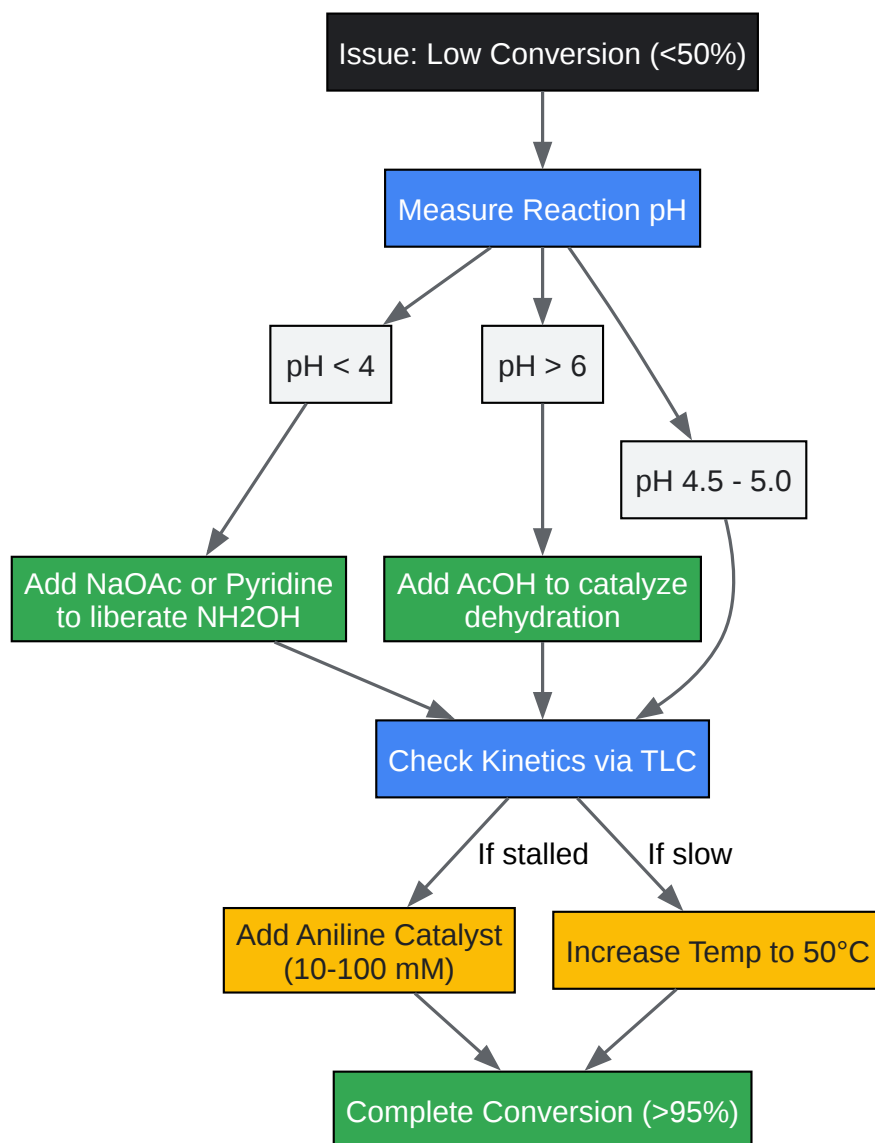 Issue: Low Conversion (<50%)
Measure Reaction pH
pH < 4
pH > 6
pH 4.5 - 5.0
Add NaOAc or Pyridine
to liberate NH2OH
Add AcOH to catalyze
dehydration
Check Kinetics via TLC
If stalled
If slow
Add Aniline Catalyst
(10-100 mM)
Increase Temp to 50°C
Complete Conversion (>95%)